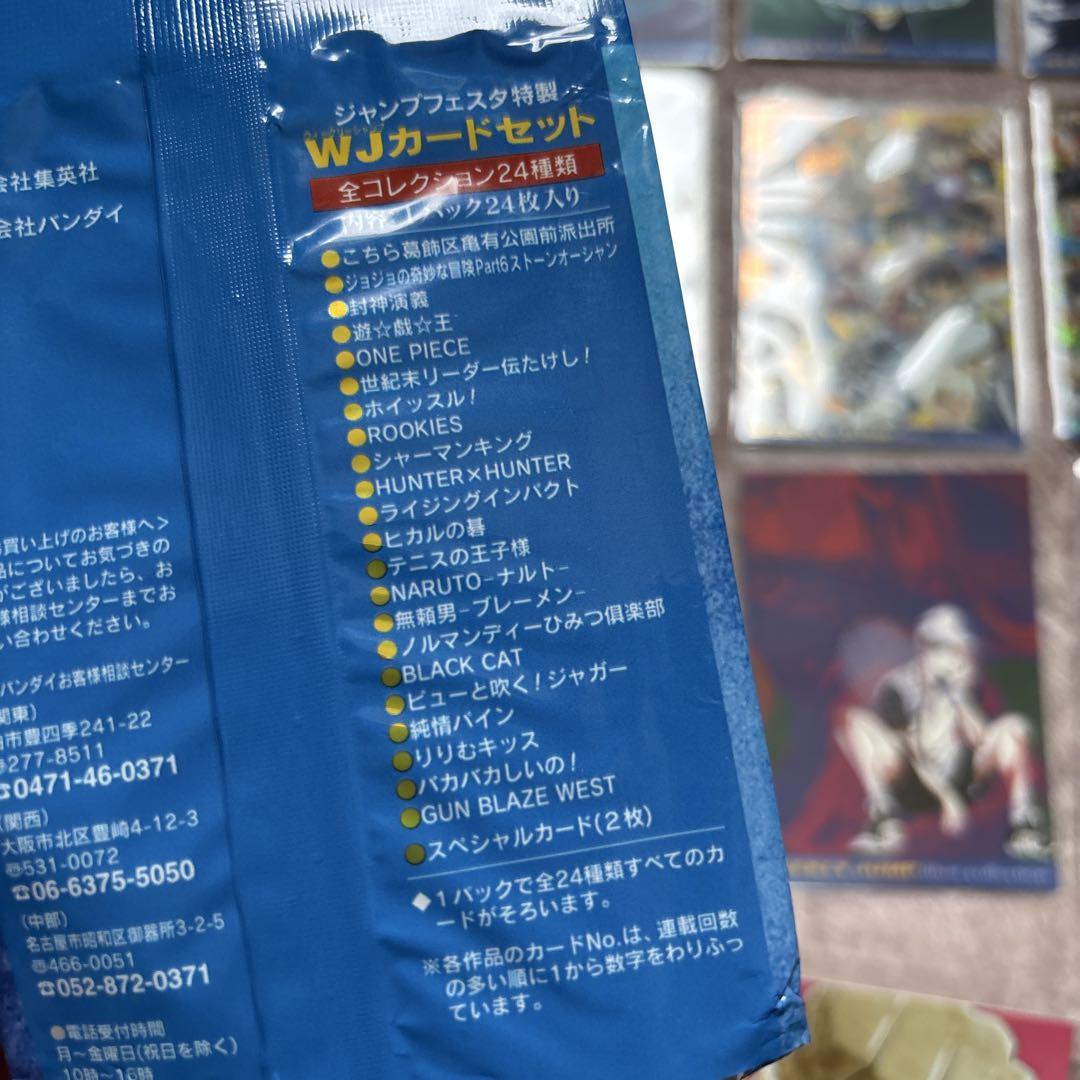 会社集英社
会社バンダイ
買い上げのお客様へ>
品についてお気づきの
がございましたら、お
様相談センターまでお
い合わせください。
バンダイお客様相談センター
関東)
市豊四季241-22
277-8511
☎0471-46-0371
(関西)
大阪市北区豊崎4-12-3
〠531-0072
☎06-6375-5050
(中部)
名古屋市昭和区御器所3-2-5
〠466-0051
☎052-872-0371
●電話受付時間
月～金曜日(祝日を除く)
10時～16時
ジャンプフェスタ特製
WJカードセット
全コレクション24種類
内容 1パック24枚入り
●こちら葛飾区亀有公園前派出所
●ジョジョの奇妙な冒険Part6ストーンオーシャン
●封神演義
●遊☆戯☆王
●ONE PIECE
●世紀末リーダー伝たけし!
●ホイッスル!
●ROOKIES
●シャーマンキング
●HUNTER×HUNTER
●ライジングインパクト
●ヒカルの碁
●テニスの王子様
●NARUTO-ナルト-
●無頼男-ブレーメン-
●ノルマンディーひみつ倶楽部
●BLACK CAT
●ピューと吹く!ジャガー
●純情パイン
●りりむキッス
●バカバカしいの!
●GUN BLAZE WEST
●スペシャルカード(2枚)
◆1パックで全24種類すべてのカ
ードがそろいます。
※各作品のカードNo.は、連載回数
の多い順に1から数字をわりふっ
ています。